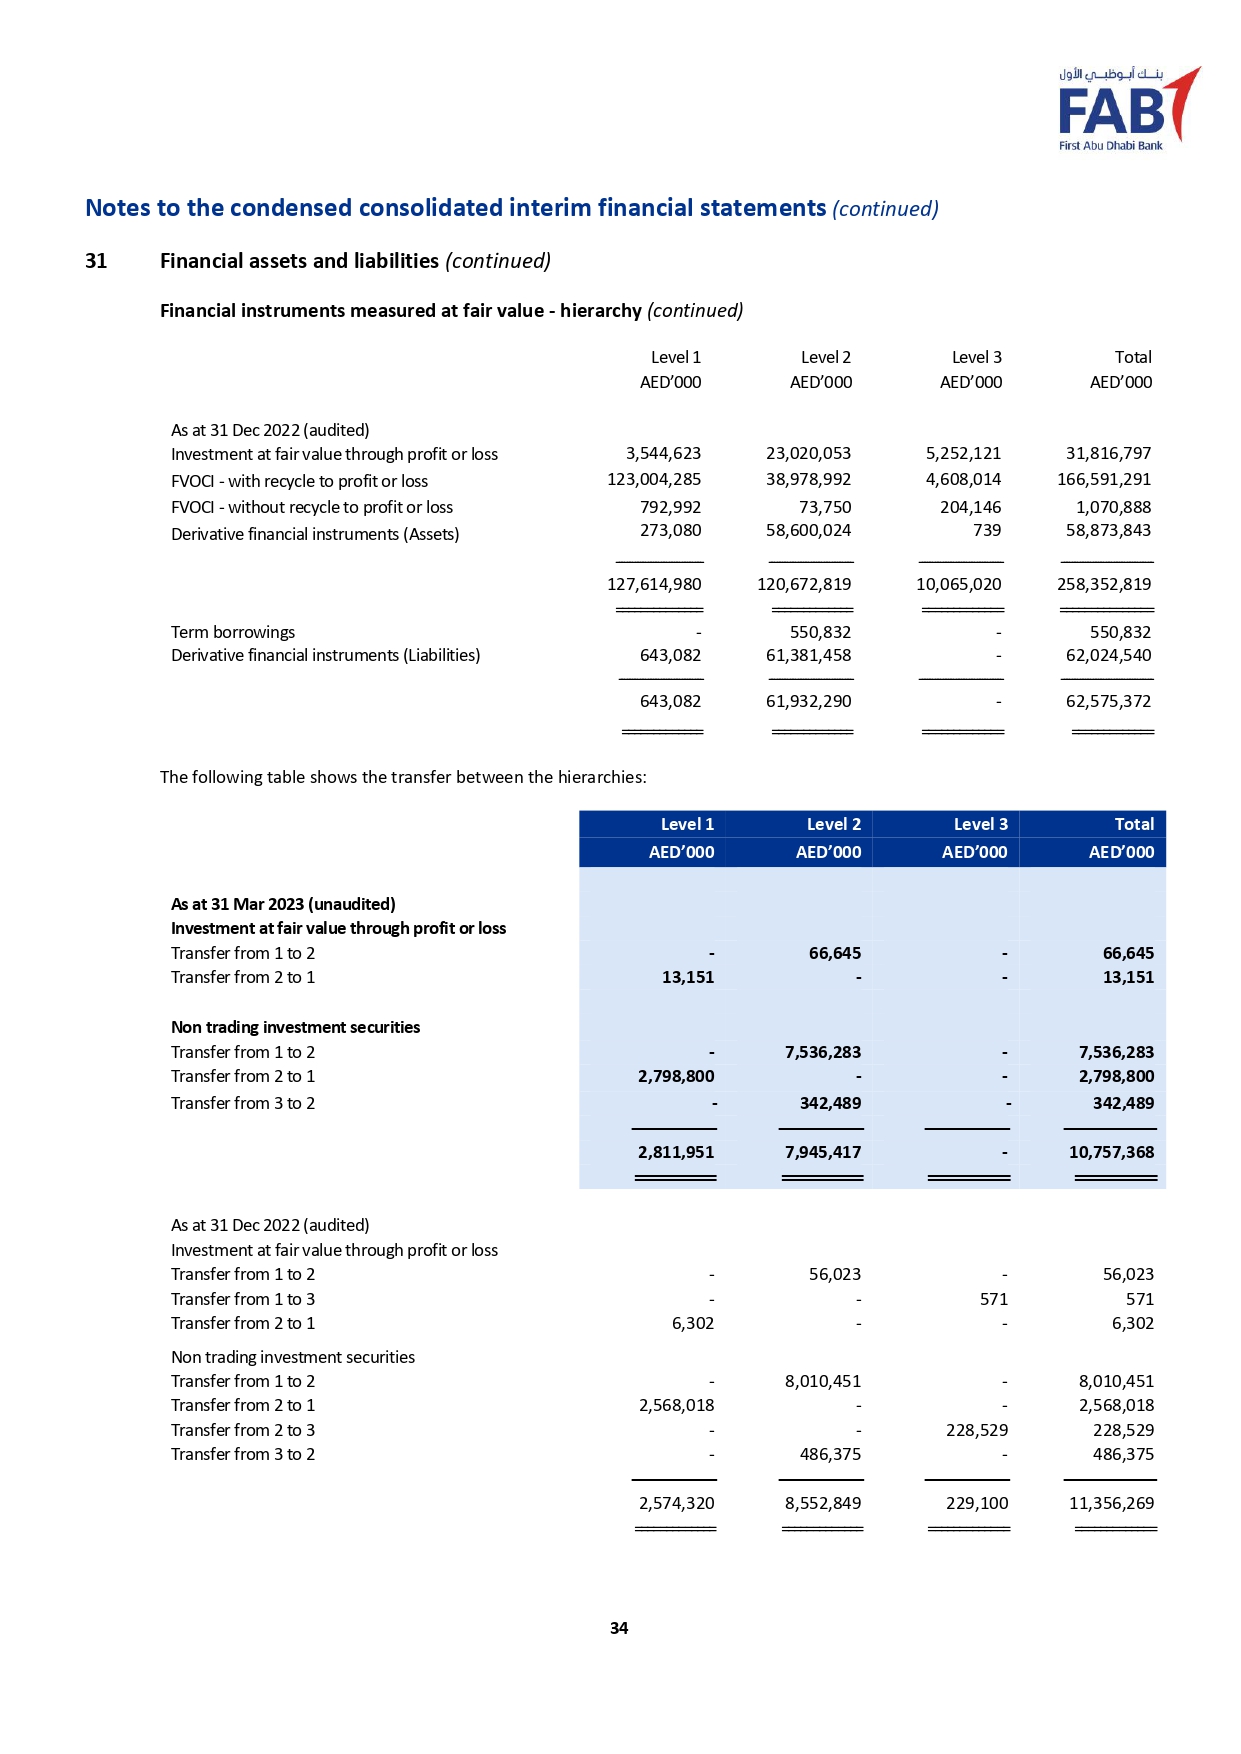 بنك أبوظبي الأول
FAB
First Abu Dhabi Bank
Notes to the condensed consolidated interim financial statements (continued)
31 Financial assets and liabilities (continued)
Financial instruments measured at fair value - hierarchy (continued)
Level 1 Level 2 Level 3 Total
AED’000 AED’000 AED’000 AED’000
As at 31 Dec 2022 (audited)
Investment at fair value through profit or loss 3,544,623 23,020,053 5,252,121 31,816,797
FVOCI - with recycle to profit or loss 123,004,285 38,978,992 4,608,014 166,591,291
FVOCI - without recycle to profit or loss 792,992 73,750 204,146 1,070,888
Derivative financial instruments (Assets) 273,080 58,600,024 739 58,873,843
127,614,980 120,672,819 10,065,020 258,352,819
Term borrowings - 550,832 - 550,832
Derivative financial instruments (Liabilities) 643,082 61,381,458 - 62,024,540
643,082 61,932,290 - 62,575,372
The following table shows the transfer between the hierarchies:
Level 1 Level 2 Level 3 Total
AED’000 AED’000 AED’000 AED’000
As at 31 Mar 2023 (unaudited)
Investment at fair value through profit or loss
Transfer from 1 to 2 - 66,645 - 66,645
Transfer from 2 to 1 13,151 - - 13,151
Non trading investment securities
Transfer from 1 to 2 - 7,536,283 - 7,536,283
Transfer from 2 to 1 2,798,800 - - 2,798,800
Transfer from 3 to 2 - 342,489 - 342,489
2,811,951 7,945,417 - 10,757,368
As at 31 Dec 2022 (audited)
Investment at fair value through profit or loss
Transfer from 1 to 2 - 56,023 - 56,023
Transfer from 1 to 3 - - 571 571
Transfer from 2 to 1 6,302 - - 6,302
Non trading investment securities
Transfer from 1 to 2 - 8,010,451 - 8,010,451
Transfer from 2 to 1 2,568,018 - - 2,568,018
Transfer from 2 to 3 - - 228,529 228,529
Transfer from 3 to 2 - 486,375 - 486,375
2,574,320 8,552,849 229,100 11,356,269
34